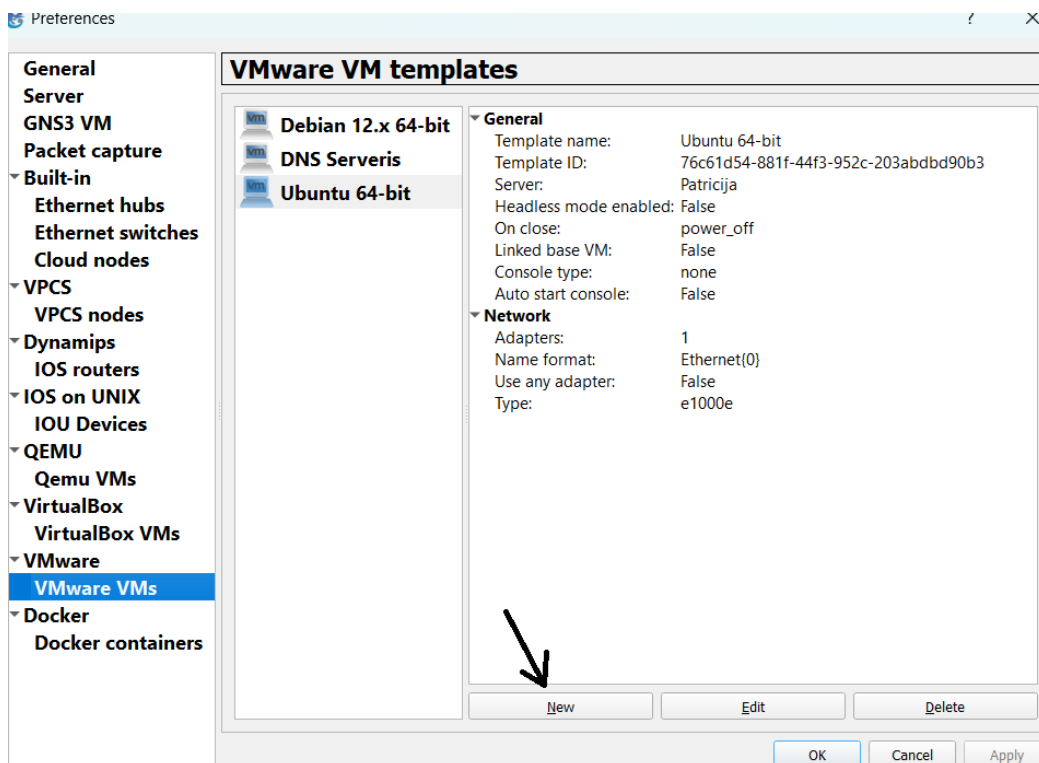 Preferences
? X
General
Server
GNS3 VM
Packet capture
Built-in
Ethernet hubs
Ethernet switches
Cloud nodes
VPCS
VPCS nodes
Dynamips
IOS routers
IOS on UNIX
IOU Devices
QEMU
Qemu VMs
VirtualBox
VirtualBox VMs
VMware
VMware VMs
Docker
Docker containers
VMware VM templates
vm Debian 12.x 64-bit
vm DNS Serveris
vm Ubuntu 64-bit
General
Template name: Ubuntu 64-bit
Template ID: 76c61d54-881f-44f3-952c-203abdbd90b3
Server: Patricija
Headless mode enabled: False
On close: power_off
Linked base VM: False
Console type: none
Auto start console: False
Network
Adapters: 1
Name format: Ethernet{0}
Use any adapter: False
Type: e1000e
New Edit Delete
OK Cancel Apply